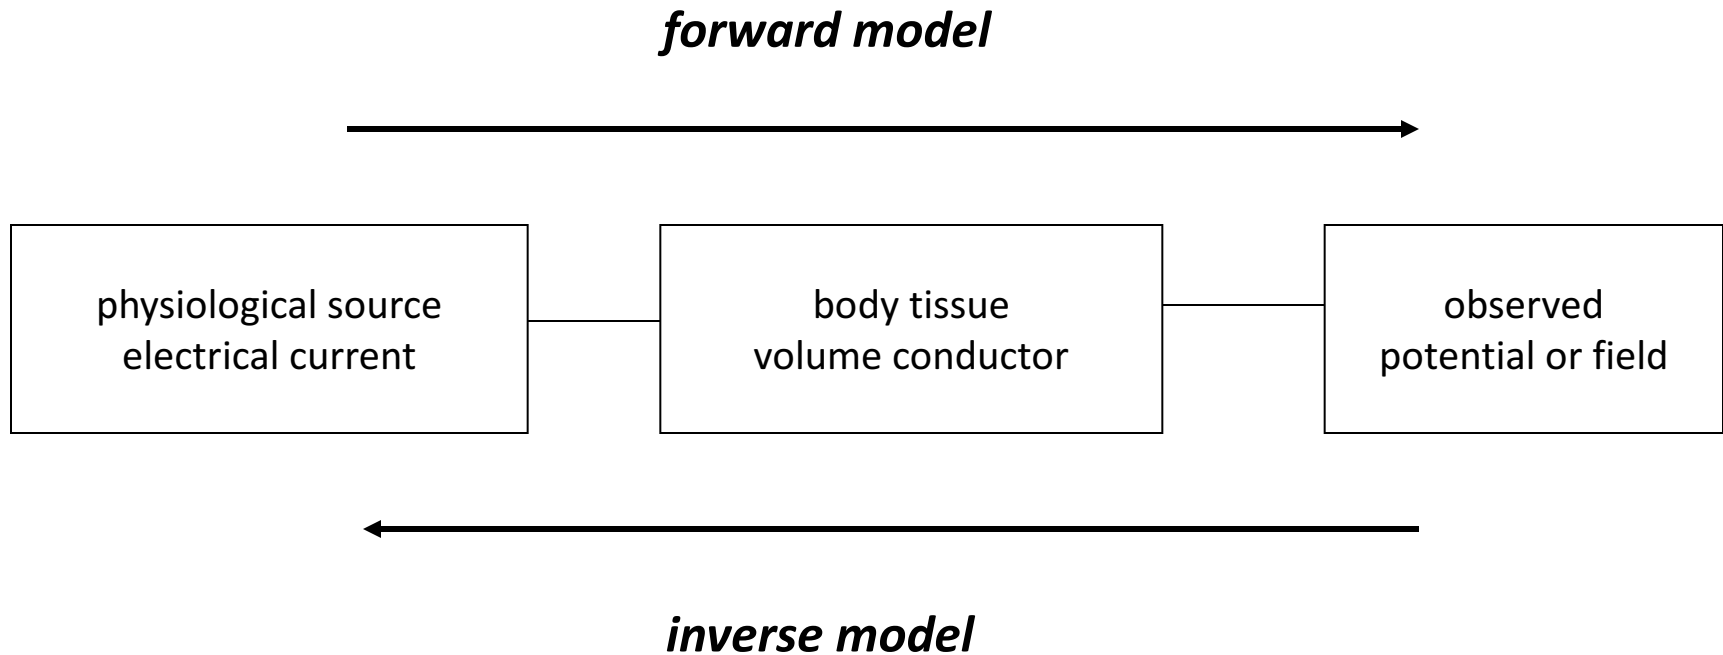 forward model
physiological source
electrical current
body tissue
volume conductor
observed
potential or field
inverse model